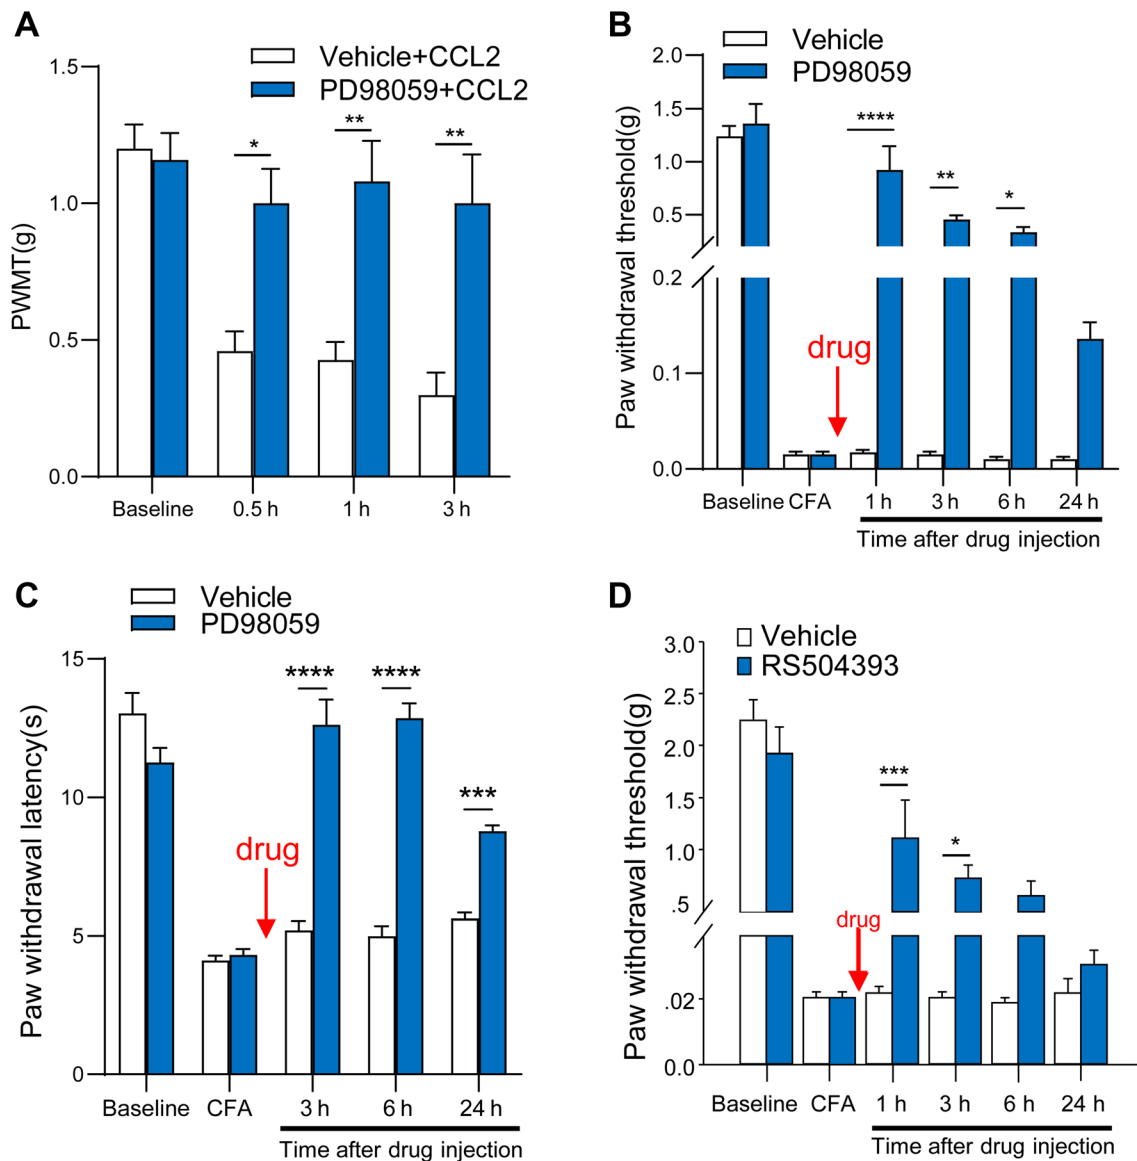 A
Vehicle+CCL2
PD98059+CCL2
PWMT(g)
1.5
1.0
0.5
0.0
*
**
**
Baseline 0.5 h 1 h 3 h
B
Vehicle
PD98059
Paw withdrawal threshold(g)
2.0
1.5
1.0
0.5
0.2
0.1
0.0
****
**
*
drug
Baseline CFA 1 h 3 h 6 h 24 h
Time after drug injection
C
Vehicle
PD98059
Paw withdrawal latency(s)
15
10
5
0
****
****
***
drug
Baseline CFA 3 h 6 h 24 h
Time after drug injection
D
Vehicle
RS504393
Paw withdrawal threshold(g)
3.0
2.0
1.5
1.0
.5
.02
0.0
***
*
drug
Baseline CFA 1 h 3 h 6 h 24 h
Time after drug injection